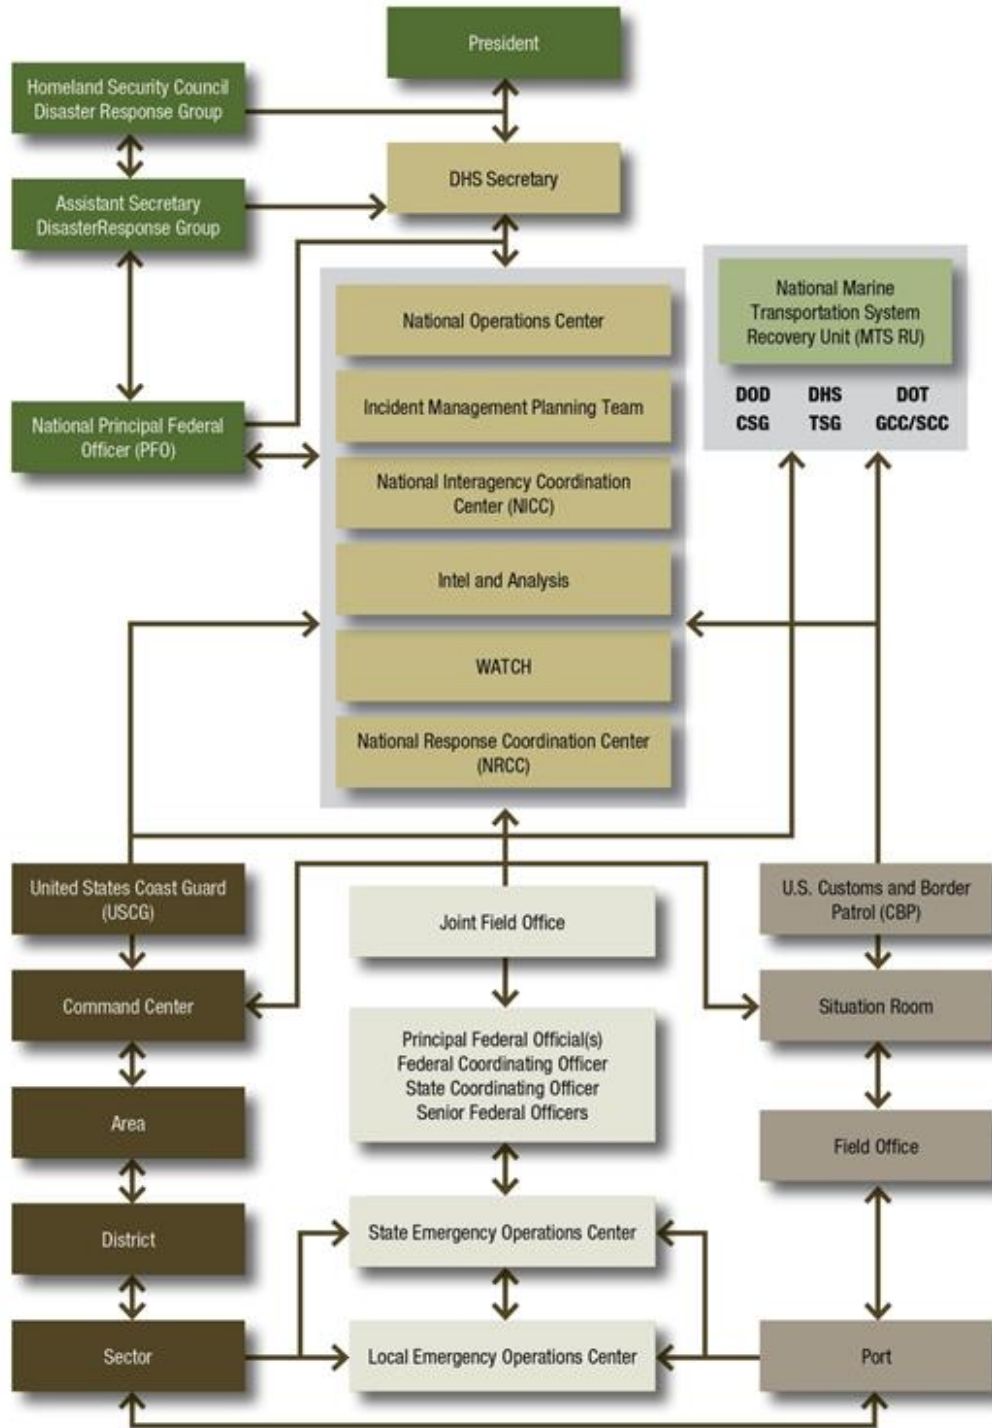 President
Homeland Security Council
Disaster Response Group
DHS Secretary
Assistant Secretary
DisasterResponse Group
National Marine
Transportation System
Recovery Unit (MTS RU)
DOD DHS DOT
CSG TSG GCC/SCC
National Operations Center
Incident Management Planning Team
National Principal Federal
Officer (PFO)
National Interagency Coordination
Center (NICC)
Intel and Analysis
WATCH
National Response Coordination Center
(NRCC)
United States Coast Guard
(USCG)
Joint Field Office
U.S. Customs and Border
Patrol (CBP)
Command Center
Principal Federal Official(s)
Federal Coordinating Officer
State Coordinating Officer
Senior Federal Officers
Situation Room
Area
Field Office
District
State Emergency Operations Center
Sector
Local Emergency Operations Center
Port